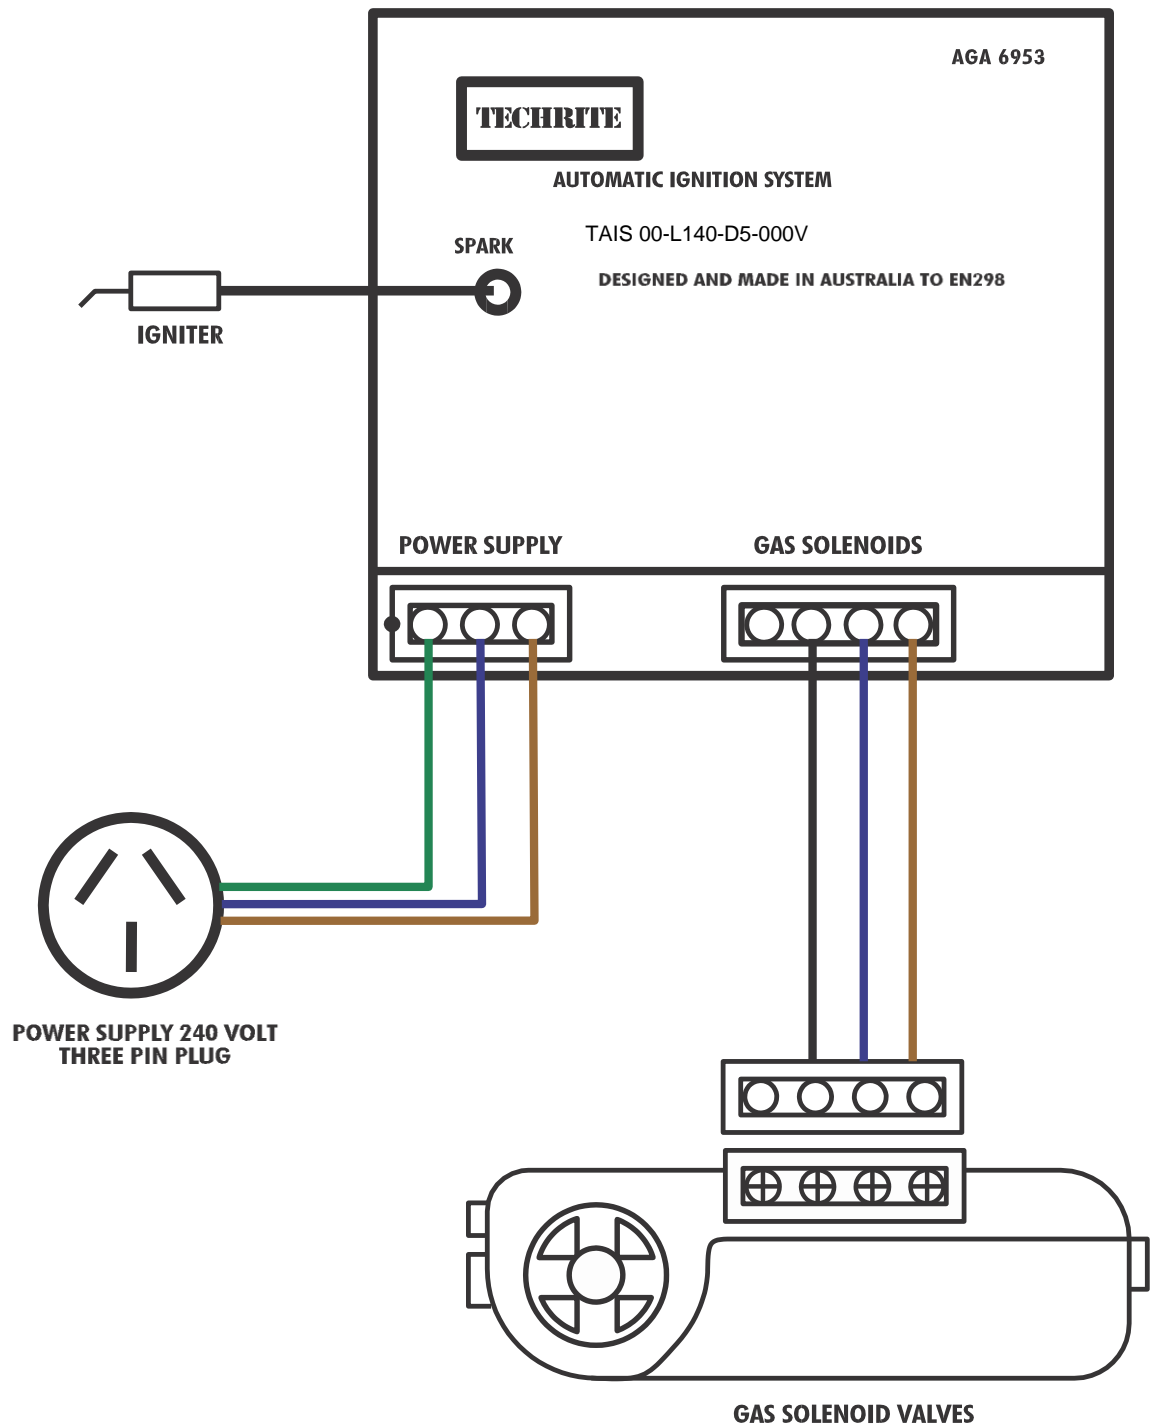 AGA 6953
TECHRITE
AUTOMATIC IGNITION SYSTEM
TAIS 00-L140-D5-000V
SPARK
DESIGNED AND MADE IN AUSTRALIA TO EN298
IGNITER
POWER SUPPLY
GAS SOLENOIDS
POWER SUPPLY 240 VOLT
THREE PIN PLUG
GAS SOLENOID VALVES